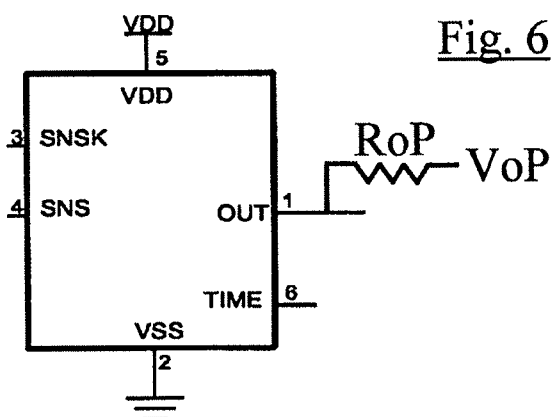 VDD
Fig. 6
5
VDD
3 SNSK
RoP
VoP
4 SNS
OUT 1
TIME 6
VSS
2